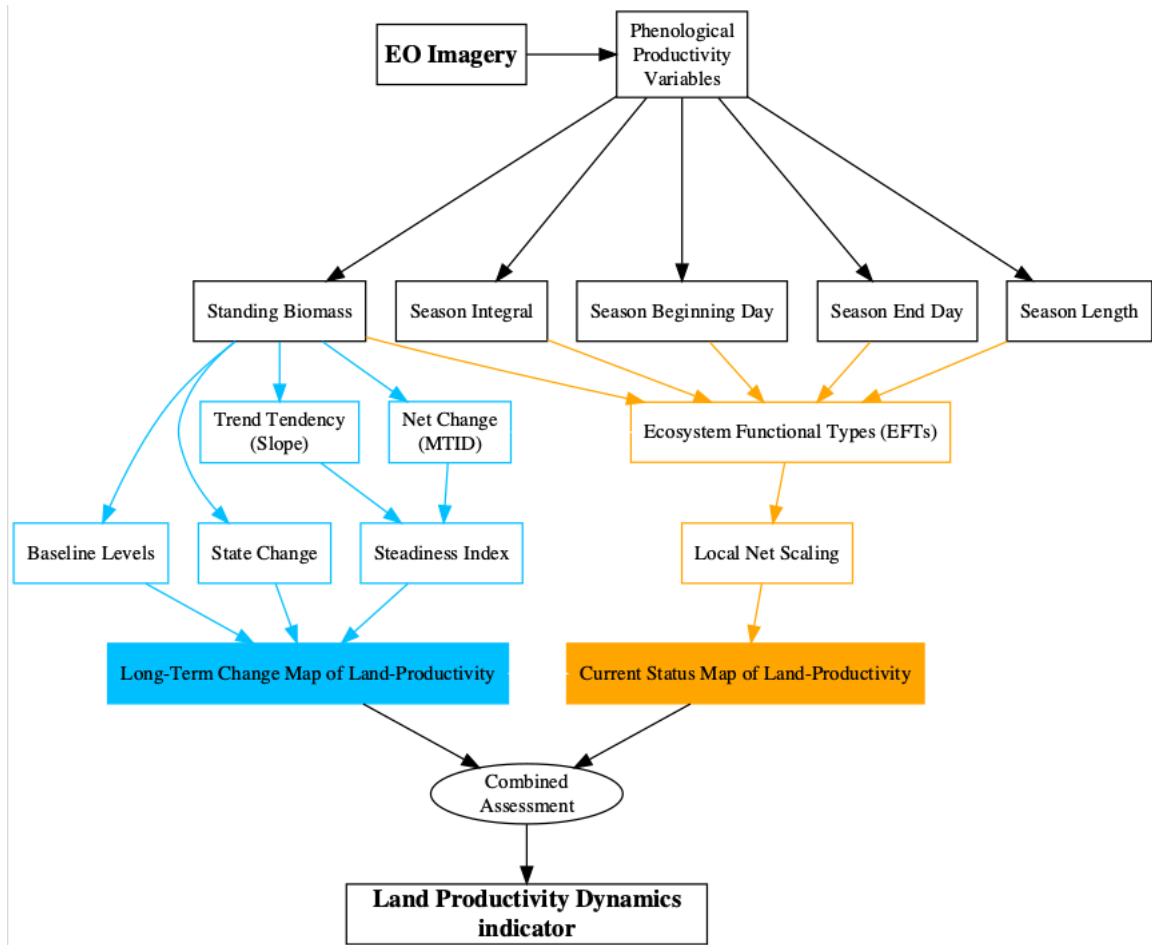 EO Imagery
Phenological
Productivity
Variables
Standing Biomass
Season Integral
Season Beginning Day
Season End Day
Season Length
Trend Tendency
(Slope)
Net Change
(MTID)
Ecosystem Functional Types (EFTs)
Baseline Levels
State Change
Steadiness Index
Local Net Scaling
Long-Term Change Map of Land-Productivity
Current Status Map of Land-Productivity
Combined
Assessment
Land Productivity Dynamics
indicator